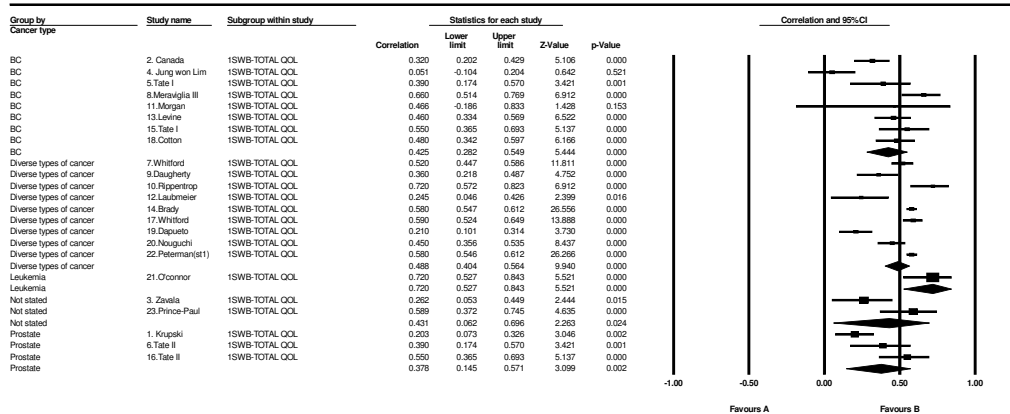 Group by Study name Subgroup within study Statistics for each study Correlation and 95%CI
Cancer type
Correlation Lower limit Upper limit Z-Value p-Value
BC 2. Canada 1SWB-TOTAL QOL 0.320 0.202 0.429 5.106 0.000
BC 4. Jung won Lim 1SWB-TOTAL QOL 0.051 -0.104 0.204 0.642 0.521
BC 5.Tate I 1SWB-TOTAL QOL 0.390 0.174 0.570 3.421 0.001
BC 8.Meraviglia III 1SWB-TOTAL QOL 0.660 0.514 0.769 6.912 0.000
BC 11.Morgan 1SWB-TOTAL QOL 0.466 -0.186 0.833 1.428 0.153
BC 13.Levine 1SWB-TOTAL QOL 0.460 0.334 0.569 6.522 0.000
BC 15.Tate I 1SWB-TOTAL QOL 0.550 0.365 0.693 5.137 0.000
BC 18.Cotton 1SWB-TOTAL QOL 0.480 0.342 0.597 6.166 0.000
BC 0.425 0.282 0.549 5.444 0.000
Diverse types of cancer 7.Whitford 1SWB-TOTAL QOL 0.520 0.447 0.586 11.811 0.000
Diverse types of cancer 9.Daugherty 1SWB-TOTAL QOL 0.360 0.218 0.487 4.752 0.000
Diverse types of cancer 10.Rippentrop 1SWB-TOTAL QOL 0.720 0.572 0.823 6.912 0.000
Diverse types of cancer 12.Laubmeier 1SWB-TOTAL QOL 0.245 0.046 0.426 2.399 0.016
Diverse types of cancer 14.Brady 1SWB-TOTAL QOL 0.580 0.547 0.612 26.556 0.000
Diverse types of cancer 17.Whitford 1SWB-TOTAL QOL 0.590 0.524 0.649 13.888 0.000
Diverse types of cancer 19.Dapueto 1SWB-TOTAL QOL 0.210 0.101 0.314 3.730 0.000
Diverse types of cancer 20.Nouguchi 1SWB-TOTAL QOL 0.450 0.356 0.535 8.437 0.000
Diverse types of cancer 22.Peterman(st1) 1SWB-TOTAL QOL 0.580 0.546 0.612 26.266 0.000
Diverse types of cancer 0.488 0.404 0.564 9.940 0.000
Leukemia 21.O'connor 1SWB-TOTAL QOL 0.720 0.527 0.843 5.521 0.000
Leukemia 0.720 0.527 0.843 5.521 0.000
Not stated 3. Zavala 1SWB-TOTAL QOL 0.262 0.053 0.449 2.444 0.015
Not stated 23.Prince-Paul 1SWB-TOTAL QOL 0.589 0.372 0.745 4.635 0.000
Not stated 0.431 0.062 0.696 2.263 0.024
Prostate 1. Krupski 1SWB-TOTAL QOL 0.203 0.073 0.326 3.046 0.002
Prostate 6.Tate II 1SWB-TOTAL QOL 0.390 0.174 0.570 3.421 0.001
Prostate 16.Tate II 1SWB-TOTAL QOL 0.550 0.365 0.693 5.137 0.000
Prostate 0.378 0.145 0.571 3.099 0.002
-1.00 -0.50 0.00 0.50 1.00
Favours A Favours B